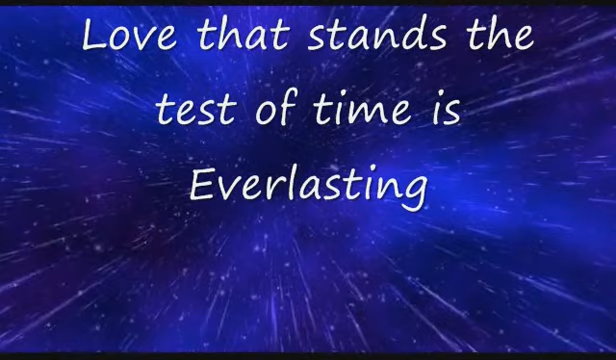 Love that stands the
test of time is
Everlasting